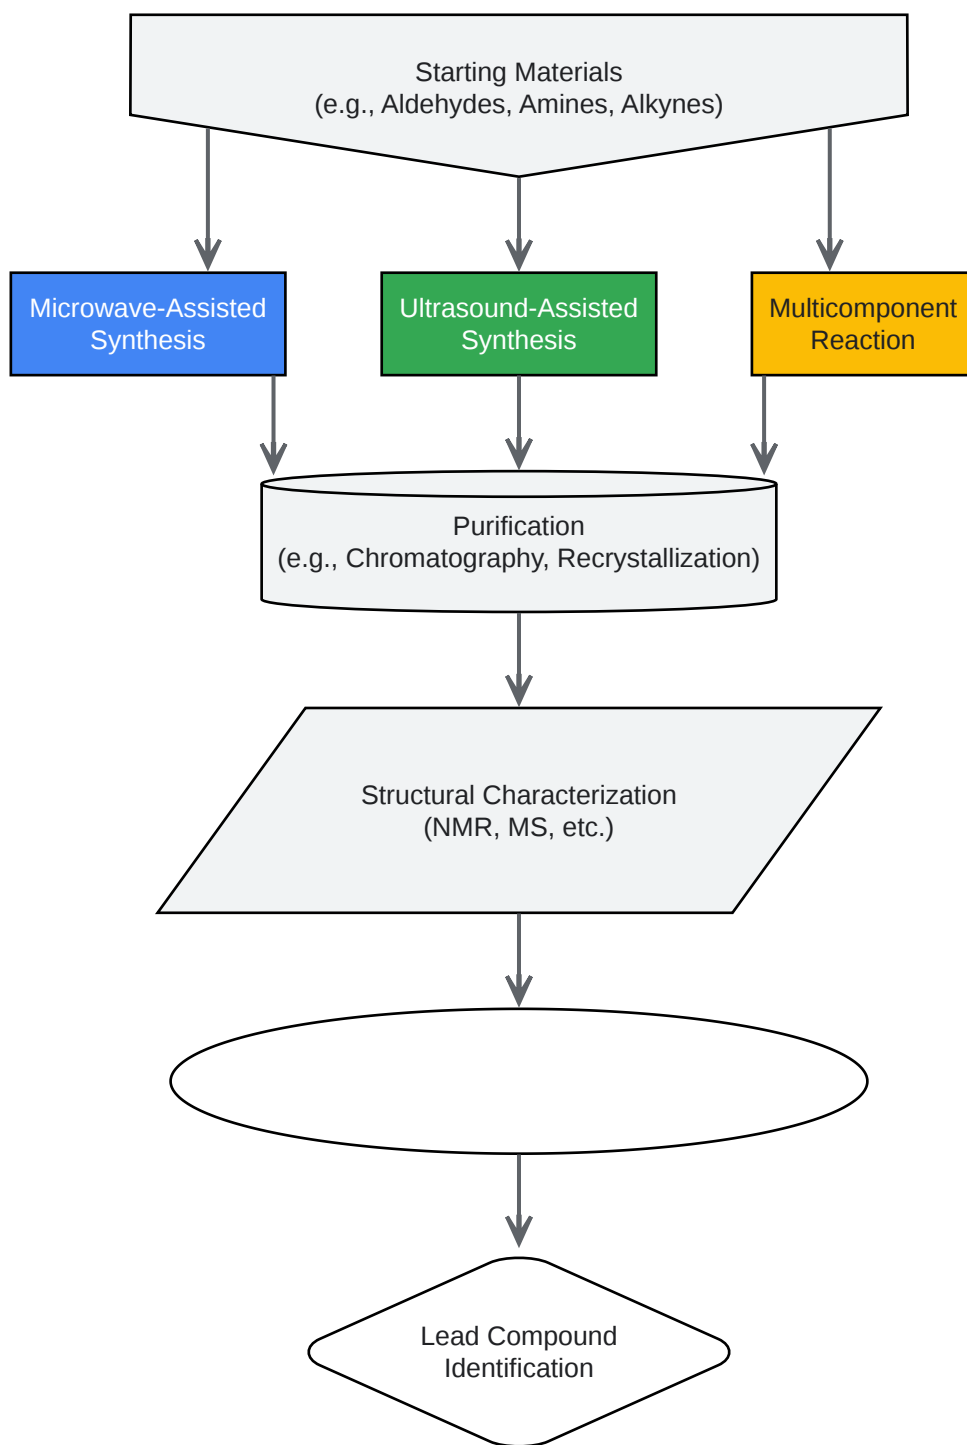 Starting Materials
(e.g., Aldehydes, Amines, Alkynes)
Microwave-Assisted
Synthesis
Ultrasound-Assisted
Synthesis
Multicomponent
Reaction
Purification
(e.g., Chromatography, Recrystallization)
Structural Characterization
(NMR, MS, etc.)
Lead Compound
Identification